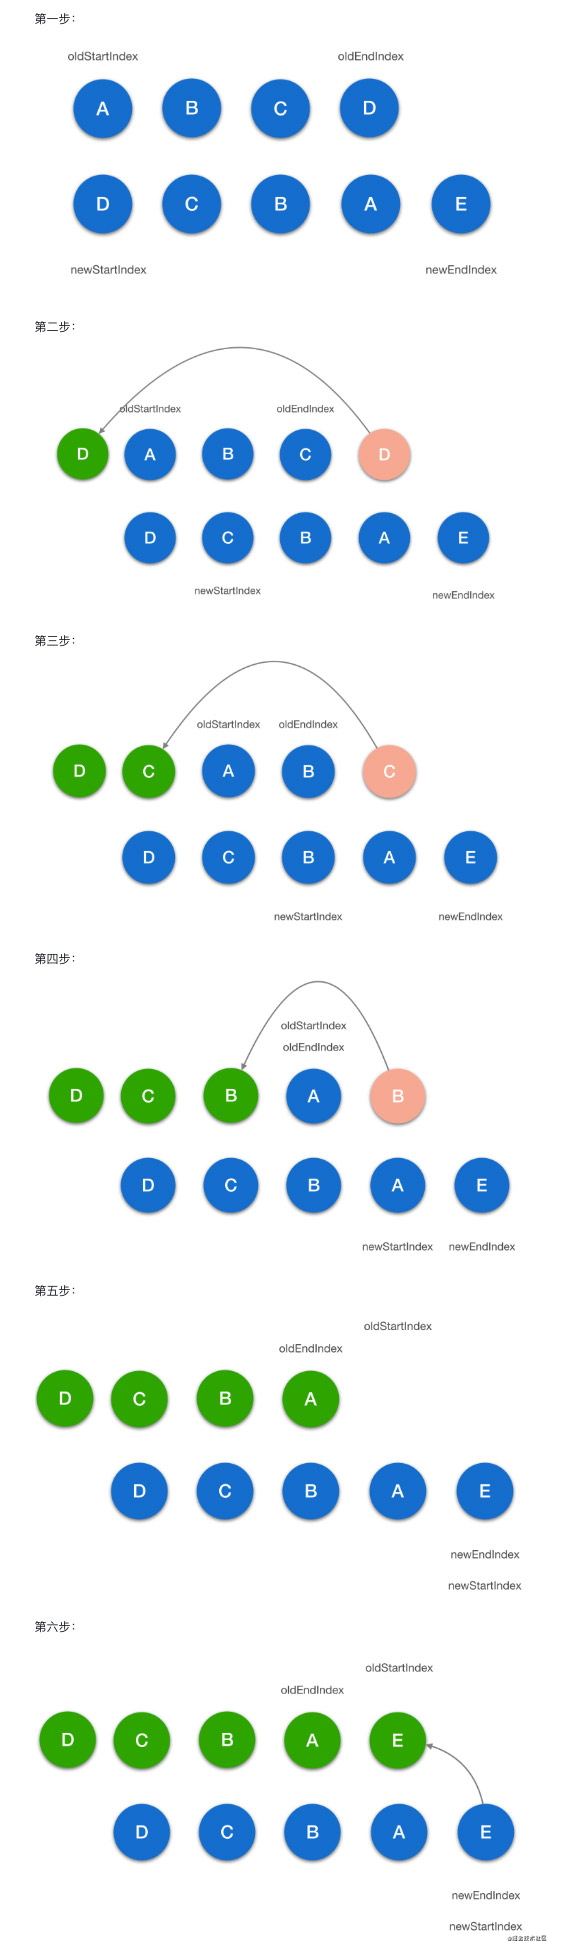 第一步：
oldStartIndex oldEndIndex
A B C D
D C B A E
newStartIndex newEndIndex
第二步：
oldStartIndex oldEndIndex
D A B C D
D C B A E
newStartIndex newEndIndex
第三步：
oldStartIndex oldEndIndex
D C A B C
D C B A E
newStartIndex newEndIndex
第四步：
oldStartIndex
oldEndIndex
D C B A B
D C B A E
newStartIndex newEndIndex
第五步：
oldStartIndex
oldEndIndex
D C B A
D C B A E
newEndIndex
newStartIndex
第六步：
oldStartIndex
oldEndIndex
D C B A E
D C B A E
newEndIndex
newStartIndex